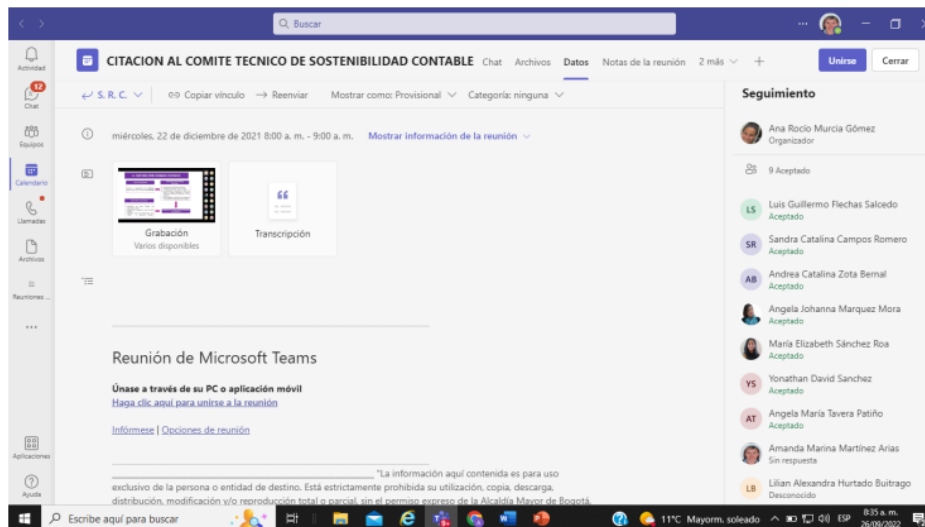 Buscar
CITACION AL COMITE TECNICO DE SOSTENIBILIDAD CONTABLE Chat Archivos Datos Notas de la reunión 2 más
Unirse Cerrar
S. R. C. Copiar vínculo Reenviar Mostrar como: Provisional Categoría: ninguna
miércoles, 22 de diciembre de 2021 8:00 a. m. - 9:00 a. m. Mostrar información de la reunión
Grabación
Varios disponibles
Transcripción
Reunión de Microsoft Teams
Únase a través de su PC o aplicación móvil
Haga clic aquí para unirse a la reunión
Infórmese | Opciones de reunión
"La información aquí contenida es para uso
exclusivo de la persona o entidad de destino. Está estrictamente prohibida su utilización, copia, descarga,
distribución, modificación y/o reproducción total o parcial, sin el permiso expreso de la Alcaldía Mayor de Bogotá,
Actividad
12
Chat
Equipos
Calendario
Llamadas
Archivos
Reuniones ...
Aplicaciones
Ayuda
Seguimiento
Ana Rocío Murcia Gómez
Organizador
9 Aceptado
LS
Luis Guillermo Flechas Salcedo
Aceptado
SR
Sandra Catalina Campos Romero
Aceptado
AB
Andrea Catalina Zota Bernal
Aceptado
Angela Johanna Marquez Mora
Aceptado
María Elizabeth Sánchez Roa
Aceptado
YS
Yonathan David Sanchez
Aceptado
AT
Angela María Tavera Patiño
Aceptado
Amanda Marina Martínez Arias
Sin respuesta
LB
Lilian Alexandra Hurtado Buitrago
Desconocido
Escribe aquí para buscar
11°C Mayorm. soleado
ESP
8:35 a. m.
26/09/2022